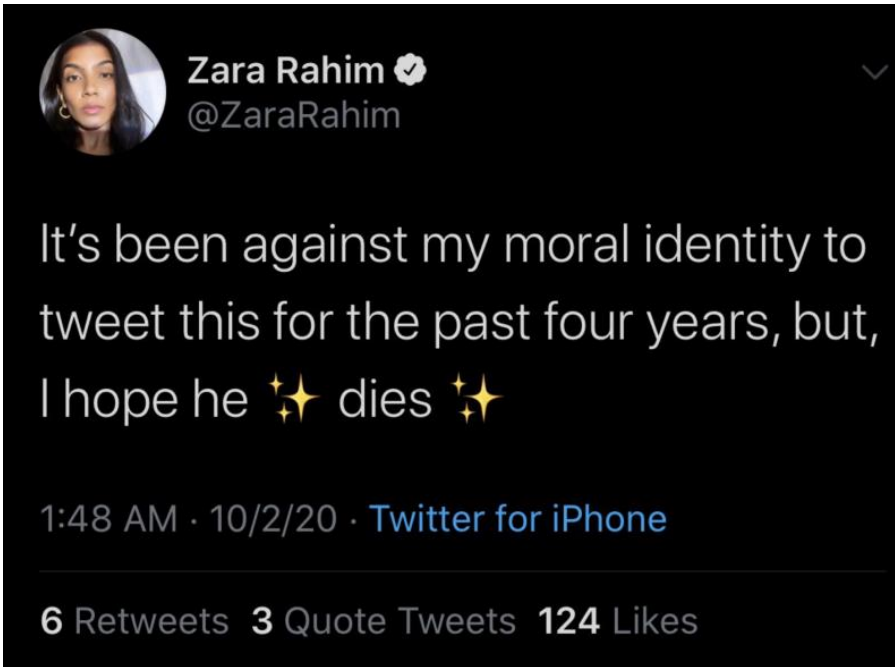 Zara Rahim
@ZaraRahim
It’s been against my moral identity to
tweet this for the past four years, but,
I hope he ✨ dies ✨
1:48 AM · 10/2/20 · Twitter for iPhone
6 Retweets 3 Quote Tweets 124 Likes